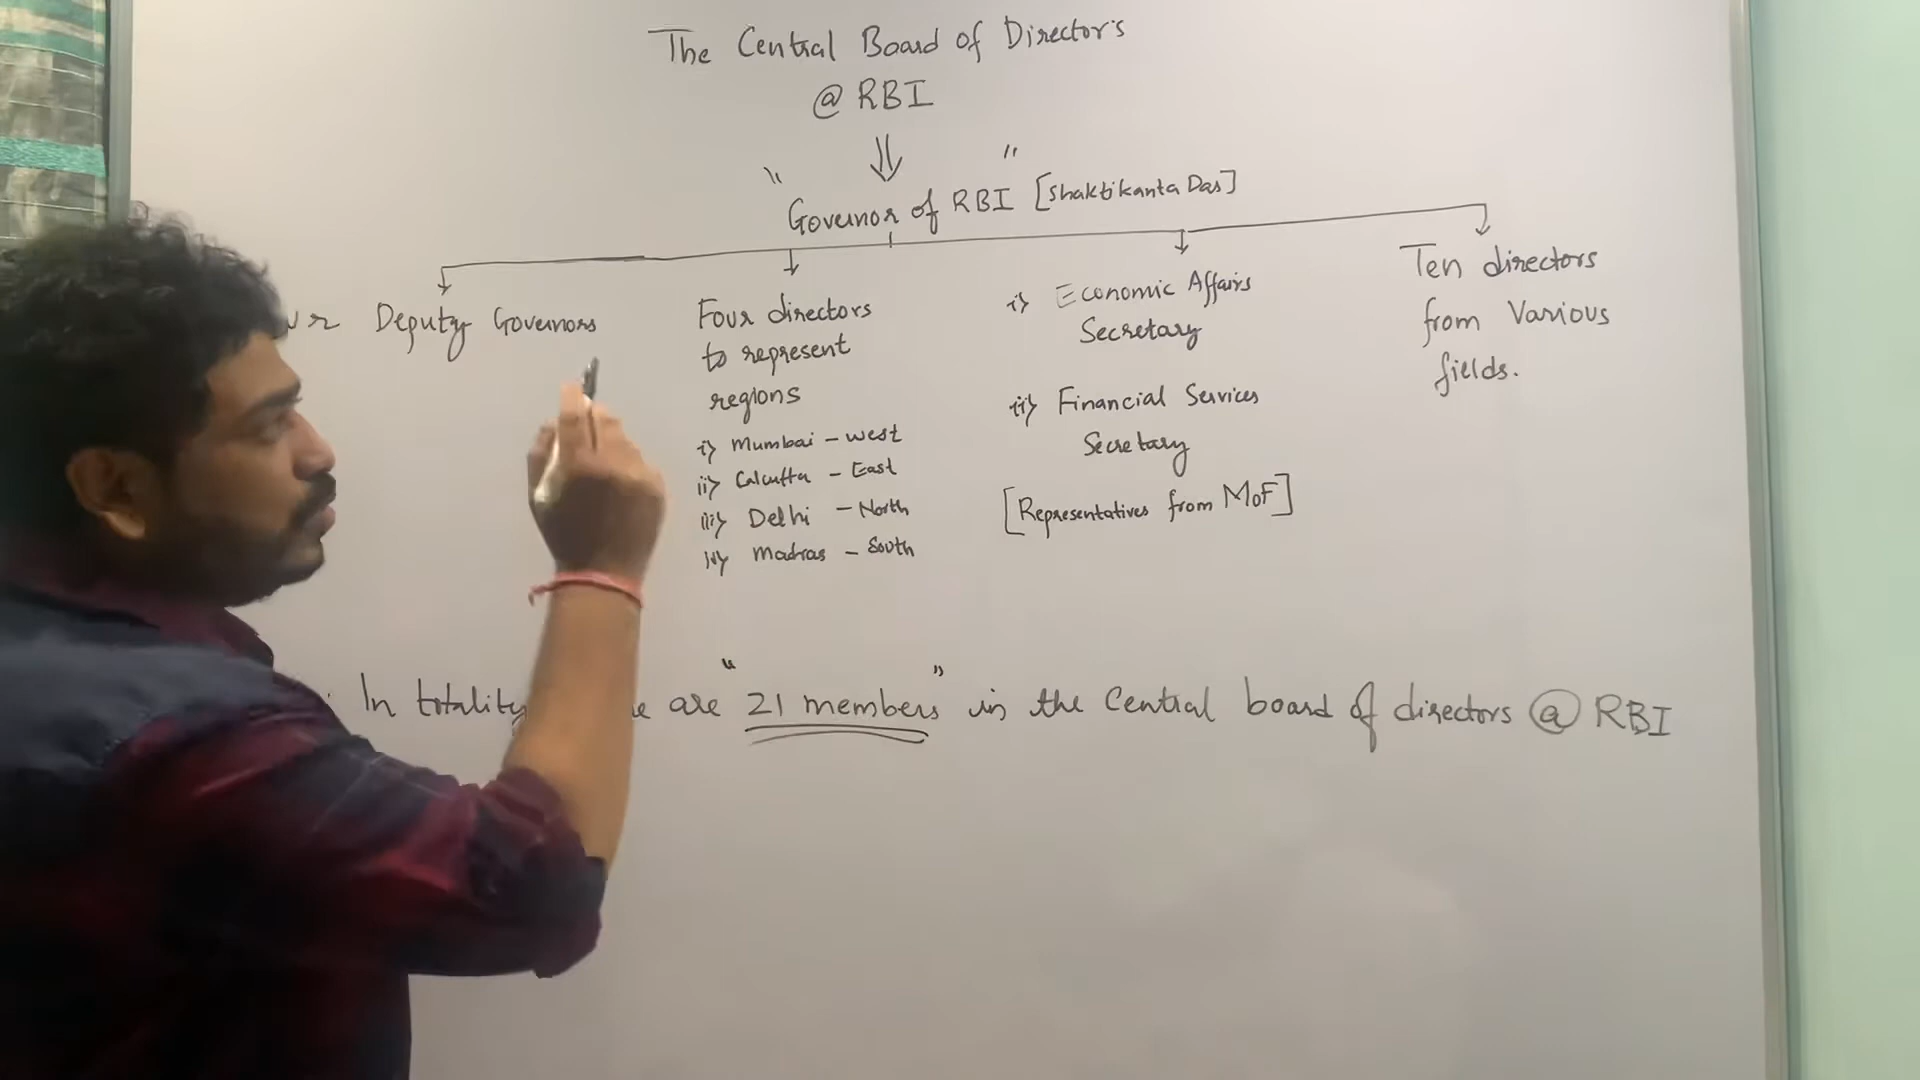 The Central Board of Directors
@ RBI
"Governor of RBI" [Shaktikanta Das]
Deputy Governors
Four directors
to represent
regions
i) Mumbai - West
ii) Calcutta - East
iii) Delhi - North
iv) Madras - South
i) Economic Affairs
Secretary
ii) Financial Services
Secretary
[Representatives from MoF]
Ten directors
from Various
fields.
In totality are "21 members" in the Central board of directors @ RBI